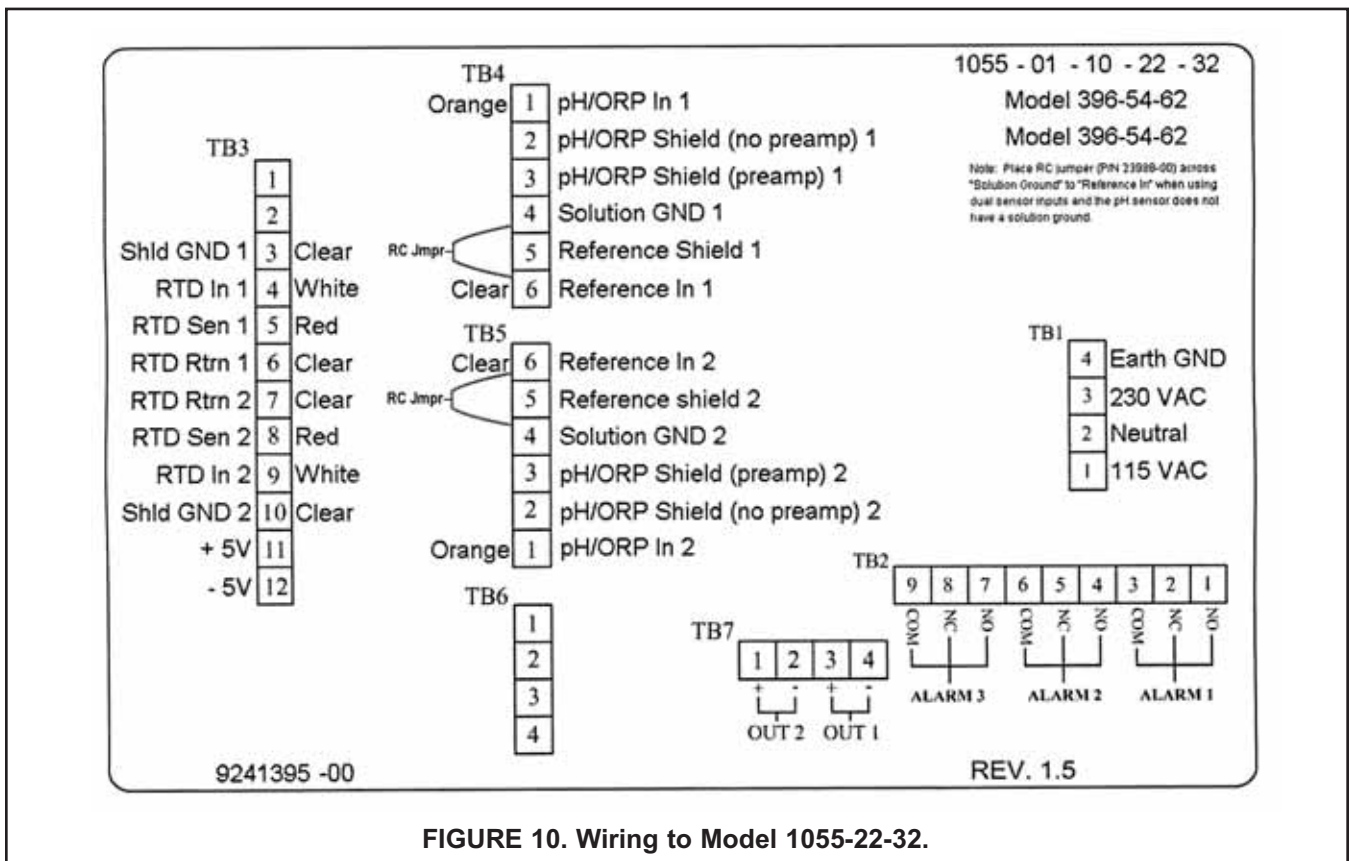 1055 - 01 - 10 - 22 - 32
Model 396-54-62
Model 396-54-62
Note: Place RC jumper (P/N 23988-00) across
"Solution Ground" to "Reference In" when using
dual sensor inputs and the pH sensor does not
have a solution ground.
TB3
1
2
Shld GND 1 3 Clear
RTD In 1 4 White
RTD Sen 1 5 Red
RTD Rtrn 1 6 Clear
RTD Rtrn 2 7 Clear
RTD Sen 2 8 Red
RTD In 2 9 White
Shld GND 2 10 Clear
+ 5V 11
- 5V 12
TB4
Orange 1 pH/ORP In 1
2 pH/ORP Shield (no preamp) 1
3 pH/ORP Shield (preamp) 1
4 Solution GND 1
RC Jmpr 5 Reference Shield 1
Clear 6 Reference In 1
TB5
Clear 6 Reference In 2
RC Jmpr 5 Reference shield 2
4 Solution GND 2
3 pH/ORP Shield (preamp) 2
2 pH/ORP Shield (no preamp) 2
Orange 1 pH/ORP In 2
TB6
1
2
3
4
TB1
4 Earth GND
3 230 VAC
2 Neutral
1 115 VAC
TB2
9 8 7 6 5 4 3 2 1
COM NC NO COM NC NO COM NC NO
ALARM 3 ALARM 2 ALARM 1
TB7
1 2 3 4
+ - + -
OUT 2 OUT 1
9241395 -00
REV. 1.5
FIGURE 10. Wiring to Model 1055-22-32.